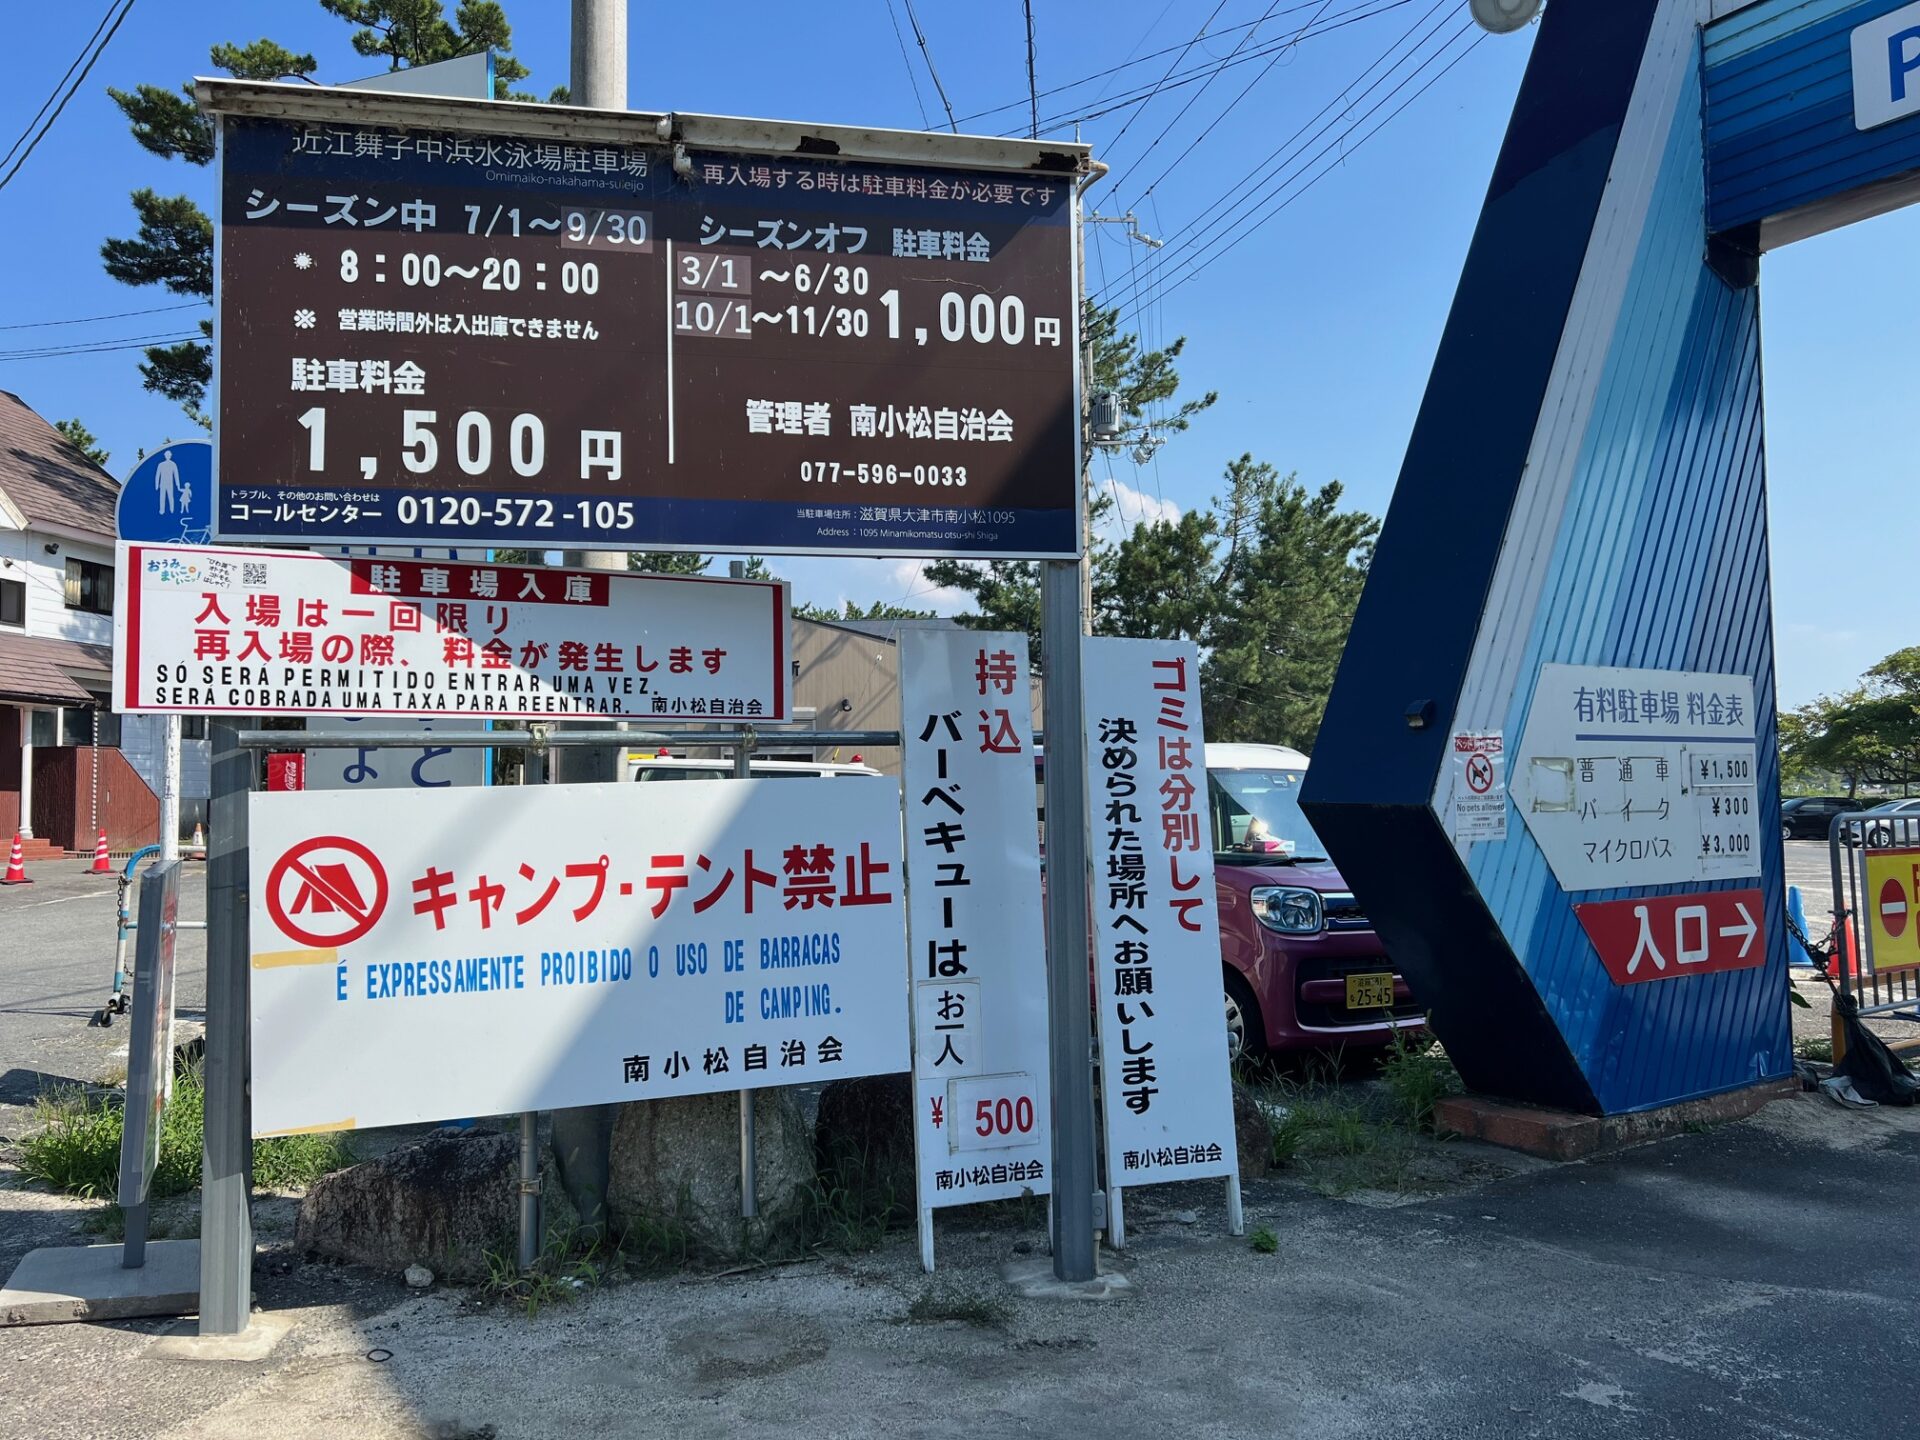 近江舞子中浜水泳場駐車場
Omimaiko-nakahama-suieijo
再入場する時は駐車料金が必要です
シーズン中 7/1〜9/30
※ 8：00〜20：00
※ 営業時間外は入出庫できません
駐車料金
1,500 円
シーズンオフ 駐車料金
3/1 〜6/30
10/1〜11/30 1,000円
管理者 南小松自治会
077-596-0033
トラブル、その他のお問い合わせは
コールセンター 0120-572-105
当駐車場住所：滋賀県大津市南小松1095
Address：1095 Minamikomatsu otsu-shi Shiga
駐車場入庫
入場は一回限り
再入場の際、料金が発生します
SÓ SERÁ PERMITIDO ENTRAR UMA VEZ.
SERÁ COBRADA UMA TAXA PARA REENTRAR. 南小松自治会
キャンプ・テント禁止
É EXPRESSAMENTE PROIBIDO O USO DE BARRACAS
DE CAMPING.
南小松自治会
持込
バーベキューはお一人
¥ 500
南小松自治会
ゴミは分別して
決められた場所へお願いします
南小松自治会
P
有料駐車場 料金表
普通車 ¥1,500
バイク ¥300
マイクロバス ¥3,000
入口→
No pets allowed
25-45